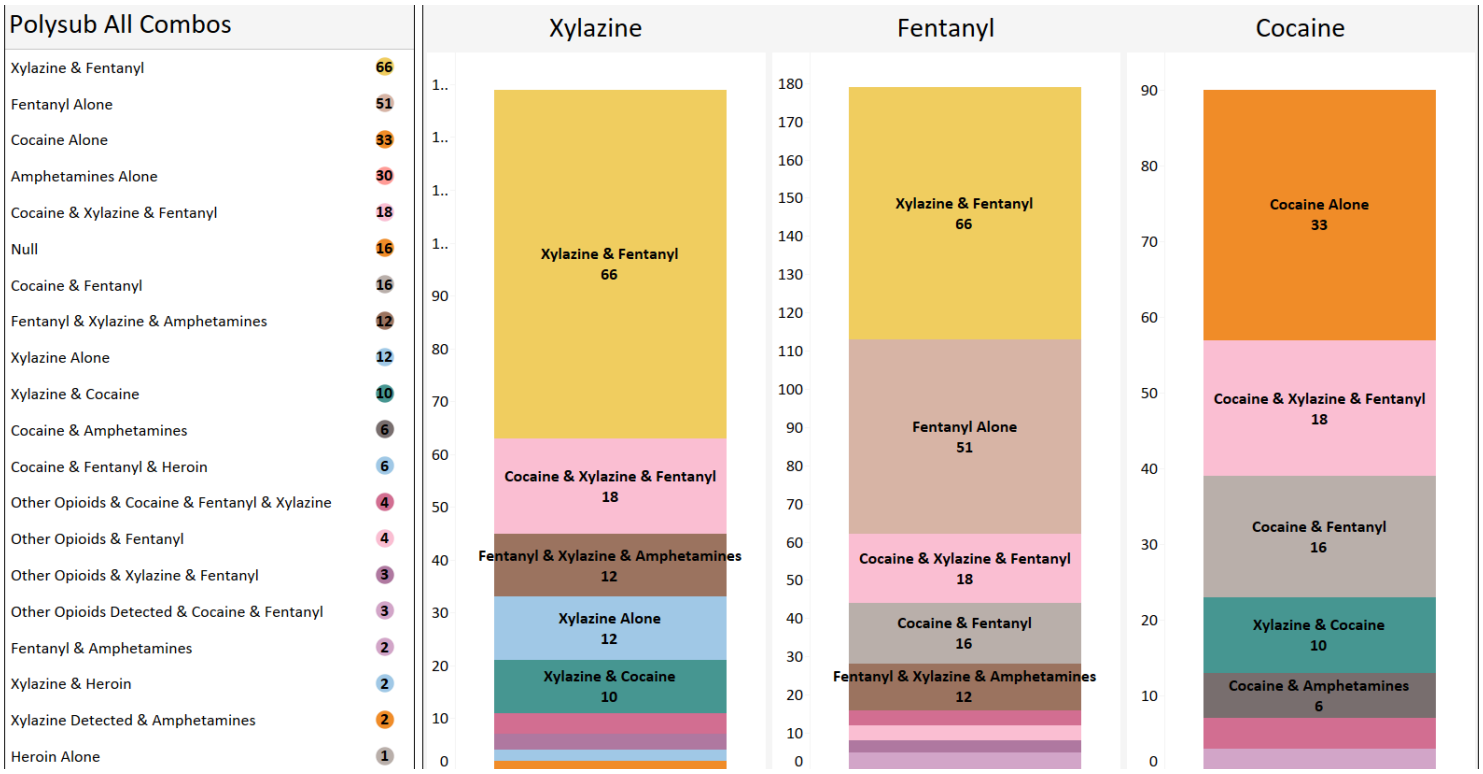 Polysub All Combos
Xylazine & Fentanyl 66
Fentanyl Alone 51
Cocaine Alone 33
Amphetamines Alone 30
Cocaine & Xylazine & Fentanyl 18
Null 16
Cocaine & Fentanyl 16
Fentanyl & Xylazine & Amphetamines 12
Xylazine Alone 12
Xylazine & Cocaine 10
Cocaine & Amphetamines 6
Cocaine & Fentanyl & Heroin 6
Other Opioids & Cocaine & Fentanyl & Xylazine 4
Other Opioids & Fentanyl 4
Other Opioids & Xylazine & Fentanyl 3
Other Opioids Detected & Cocaine & Fentanyl 3
Fentanyl & Amphetamines 2
Xylazine & Heroin 2
Xylazine Detected & Amphetamines 2
Heroin Alone 1
Xylazine
1..
1..
1..
1..
90
80
70
60
50
40
30
20
10
0
Xylazine & Fentanyl
66
Cocaine & Xylazine & Fentanyl
18
Fentanyl & Xylazine & Amphetamines
12
Xylazine Alone
12
Xylazine & Cocaine
10
Fentanyl
180
170
160
150
140
130
120
110
100
90
80
70
60
50
40
30
20
10
0
Xylazine & Fentanyl
66
Fentanyl Alone
51
Cocaine & Xylazine & Fentanyl
18
Cocaine & Fentanyl
16
Fentanyl & Xylazine & Amphetamines
12
Cocaine
90
80
70
60
50
40
30
20
10
0
Cocaine Alone
33
Cocaine & Xylazine & Fentanyl
18
Cocaine & Fentanyl
16
Xylazine & Cocaine
10
Cocaine & Amphetamines
6